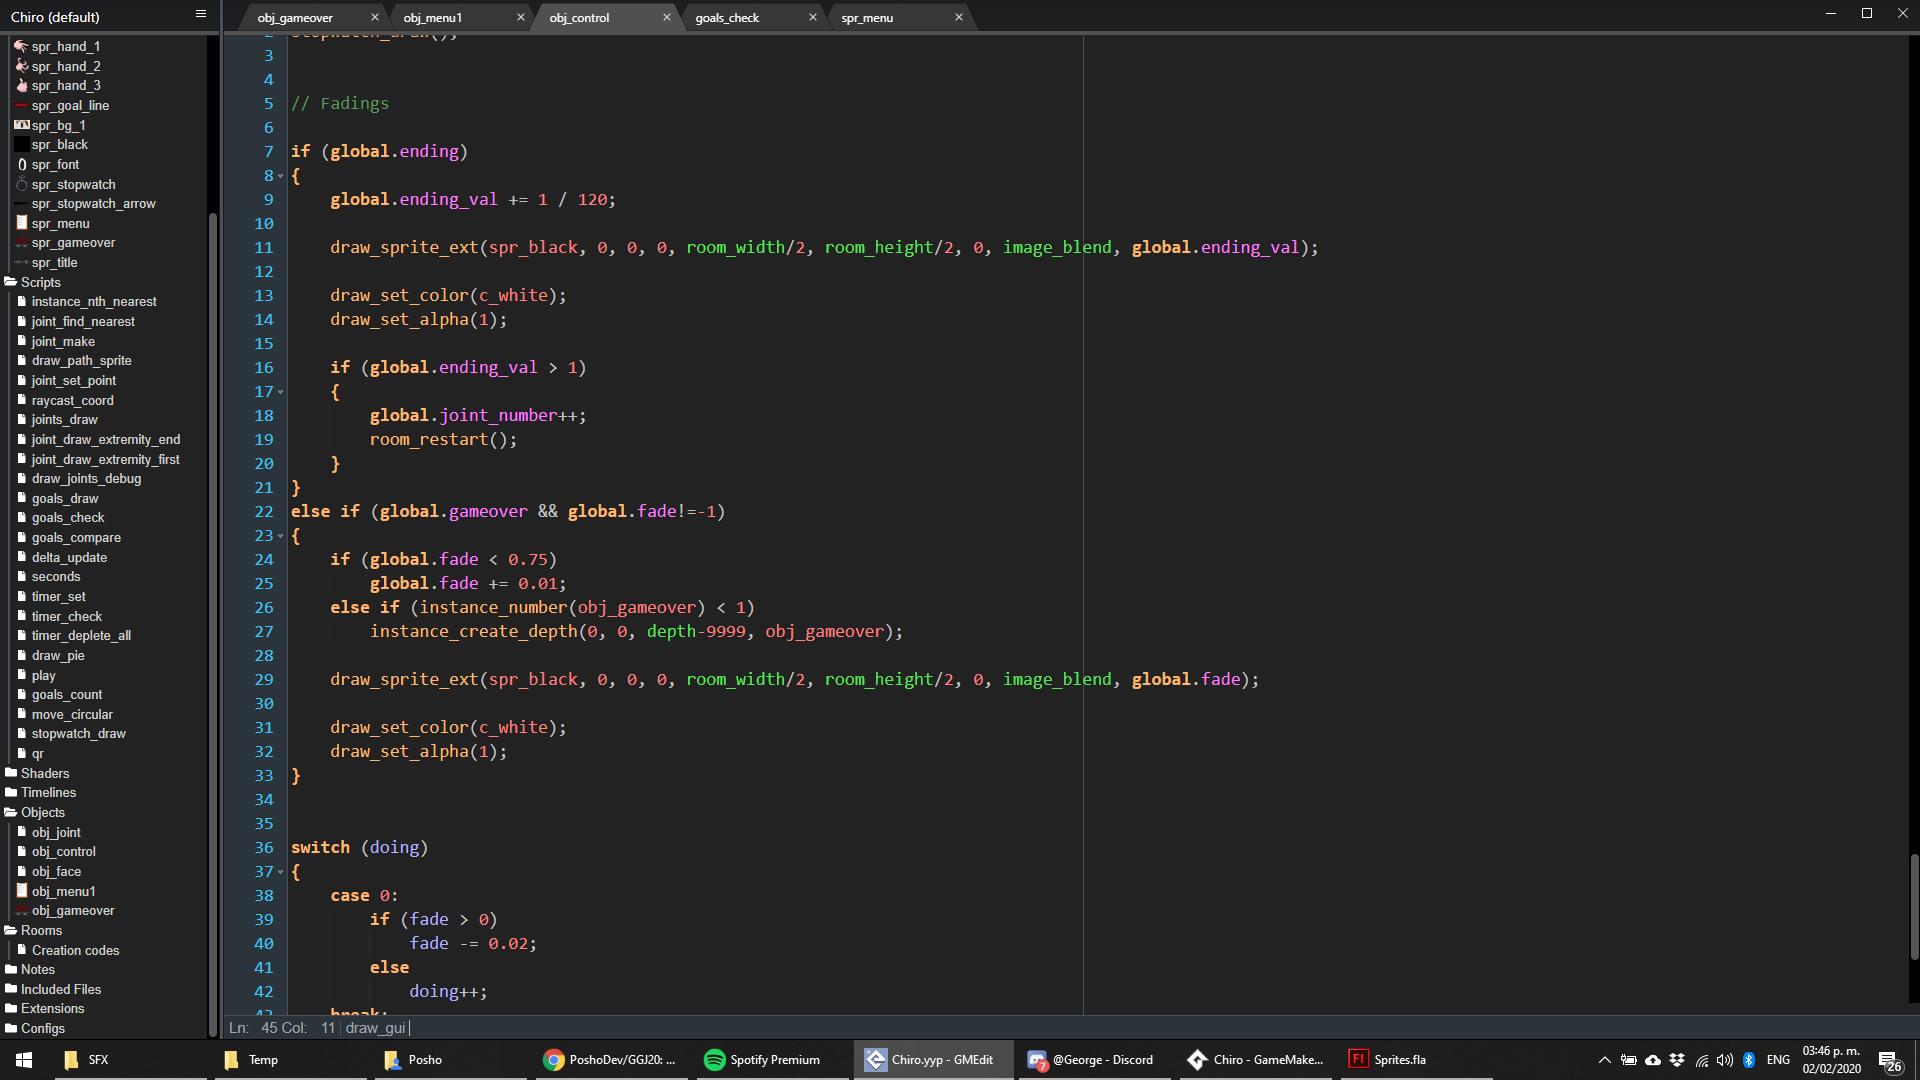 Chiro (default)
obj_gameover
obj_menu1
obj_control
goals_check
spr_menu
spr_hand_1
spr_hand_2
spr_hand_3
spr_goal_line
spr_bg_1
spr_black
spr_font
spr_stopwatch
spr_stopwatch_arrow
spr_menu
spr_gameover
spr_title
Scripts
instance_nth_nearest
joint_find_nearest
joint_make
draw_path_sprite
joint_set_point
raycast_coord
joints_draw
joint_draw_extremity_end
joint_draw_extremity_first
draw_joints_debug
goals_draw
goals_check
goals_compare
delta_update
seconds
timer_set
timer_check
timer_deplete_all
draw_pie
play
goals_count
move_circular
stopwatch_draw
qr
Shaders
Timelines
Objects
obj_joint
obj_control
obj_face
obj_menu1
obj_gameover
Rooms
Creation codes
Notes
Included Files
Extensions
Configs
2 stopwatch_draw();
3
4
5 // Fadings
6
7 if (global.ending)
8 {
9 global.ending_val += 1 / 120;
10
11 draw_sprite_ext(spr_black, 0, 0, 0, room_width/2, room_height/2, 0, image_blend, global.ending_val);
12
13 draw_set_color(c_white);
14 draw_set_alpha(1);
15
16 if (global.ending_val > 1)
17 {
18 global.joint_number++;
19 room_restart();
20 }
21 }
22 else if (global.gameover && global.fade!=-1)
23 {
24 if (global.fade < 0.75)
25 global.fade += 0.01;
26 else if (instance_number(obj_gameover) < 1)
27 instance_create_depth(0, 0, depth-9999, obj_gameover);
28
29 draw_sprite_ext(spr_black, 0, 0, 0, room_width/2, room_height/2, 0, image_blend, global.fade);
30
31 draw_set_color(c_white);
32 draw_set_alpha(1);
33 }
34
35
36 switch (doing)
37 {
38 case 0:
39 if (fade > 0)
40 fade -= 0.02;
41 else
42 doing++;
43 break;
Ln: 45 Col: 11 draw_gui
SFX
Temp
Posho
PoshoDev/GGJ20: ...
Spotify Premium
Chiro.yyp - GMEdit
7
@George - Discord
Chiro - GameMake...
Fl
Sprites.fla
ENG
03:46 p. m.
02/02/2020
26